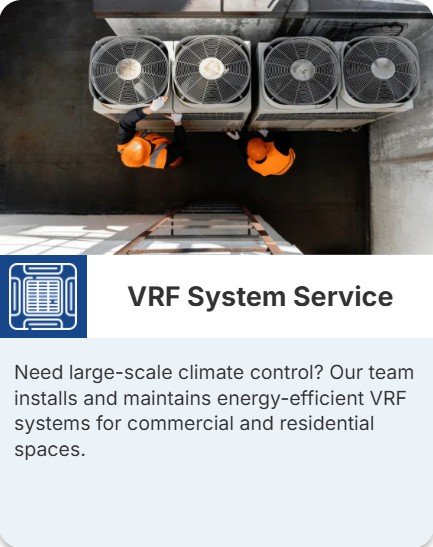 VRF System Service
Need large-scale climate control? Our team
installs and maintains energy-efficient VRF
systems for commercial and residential
spaces.